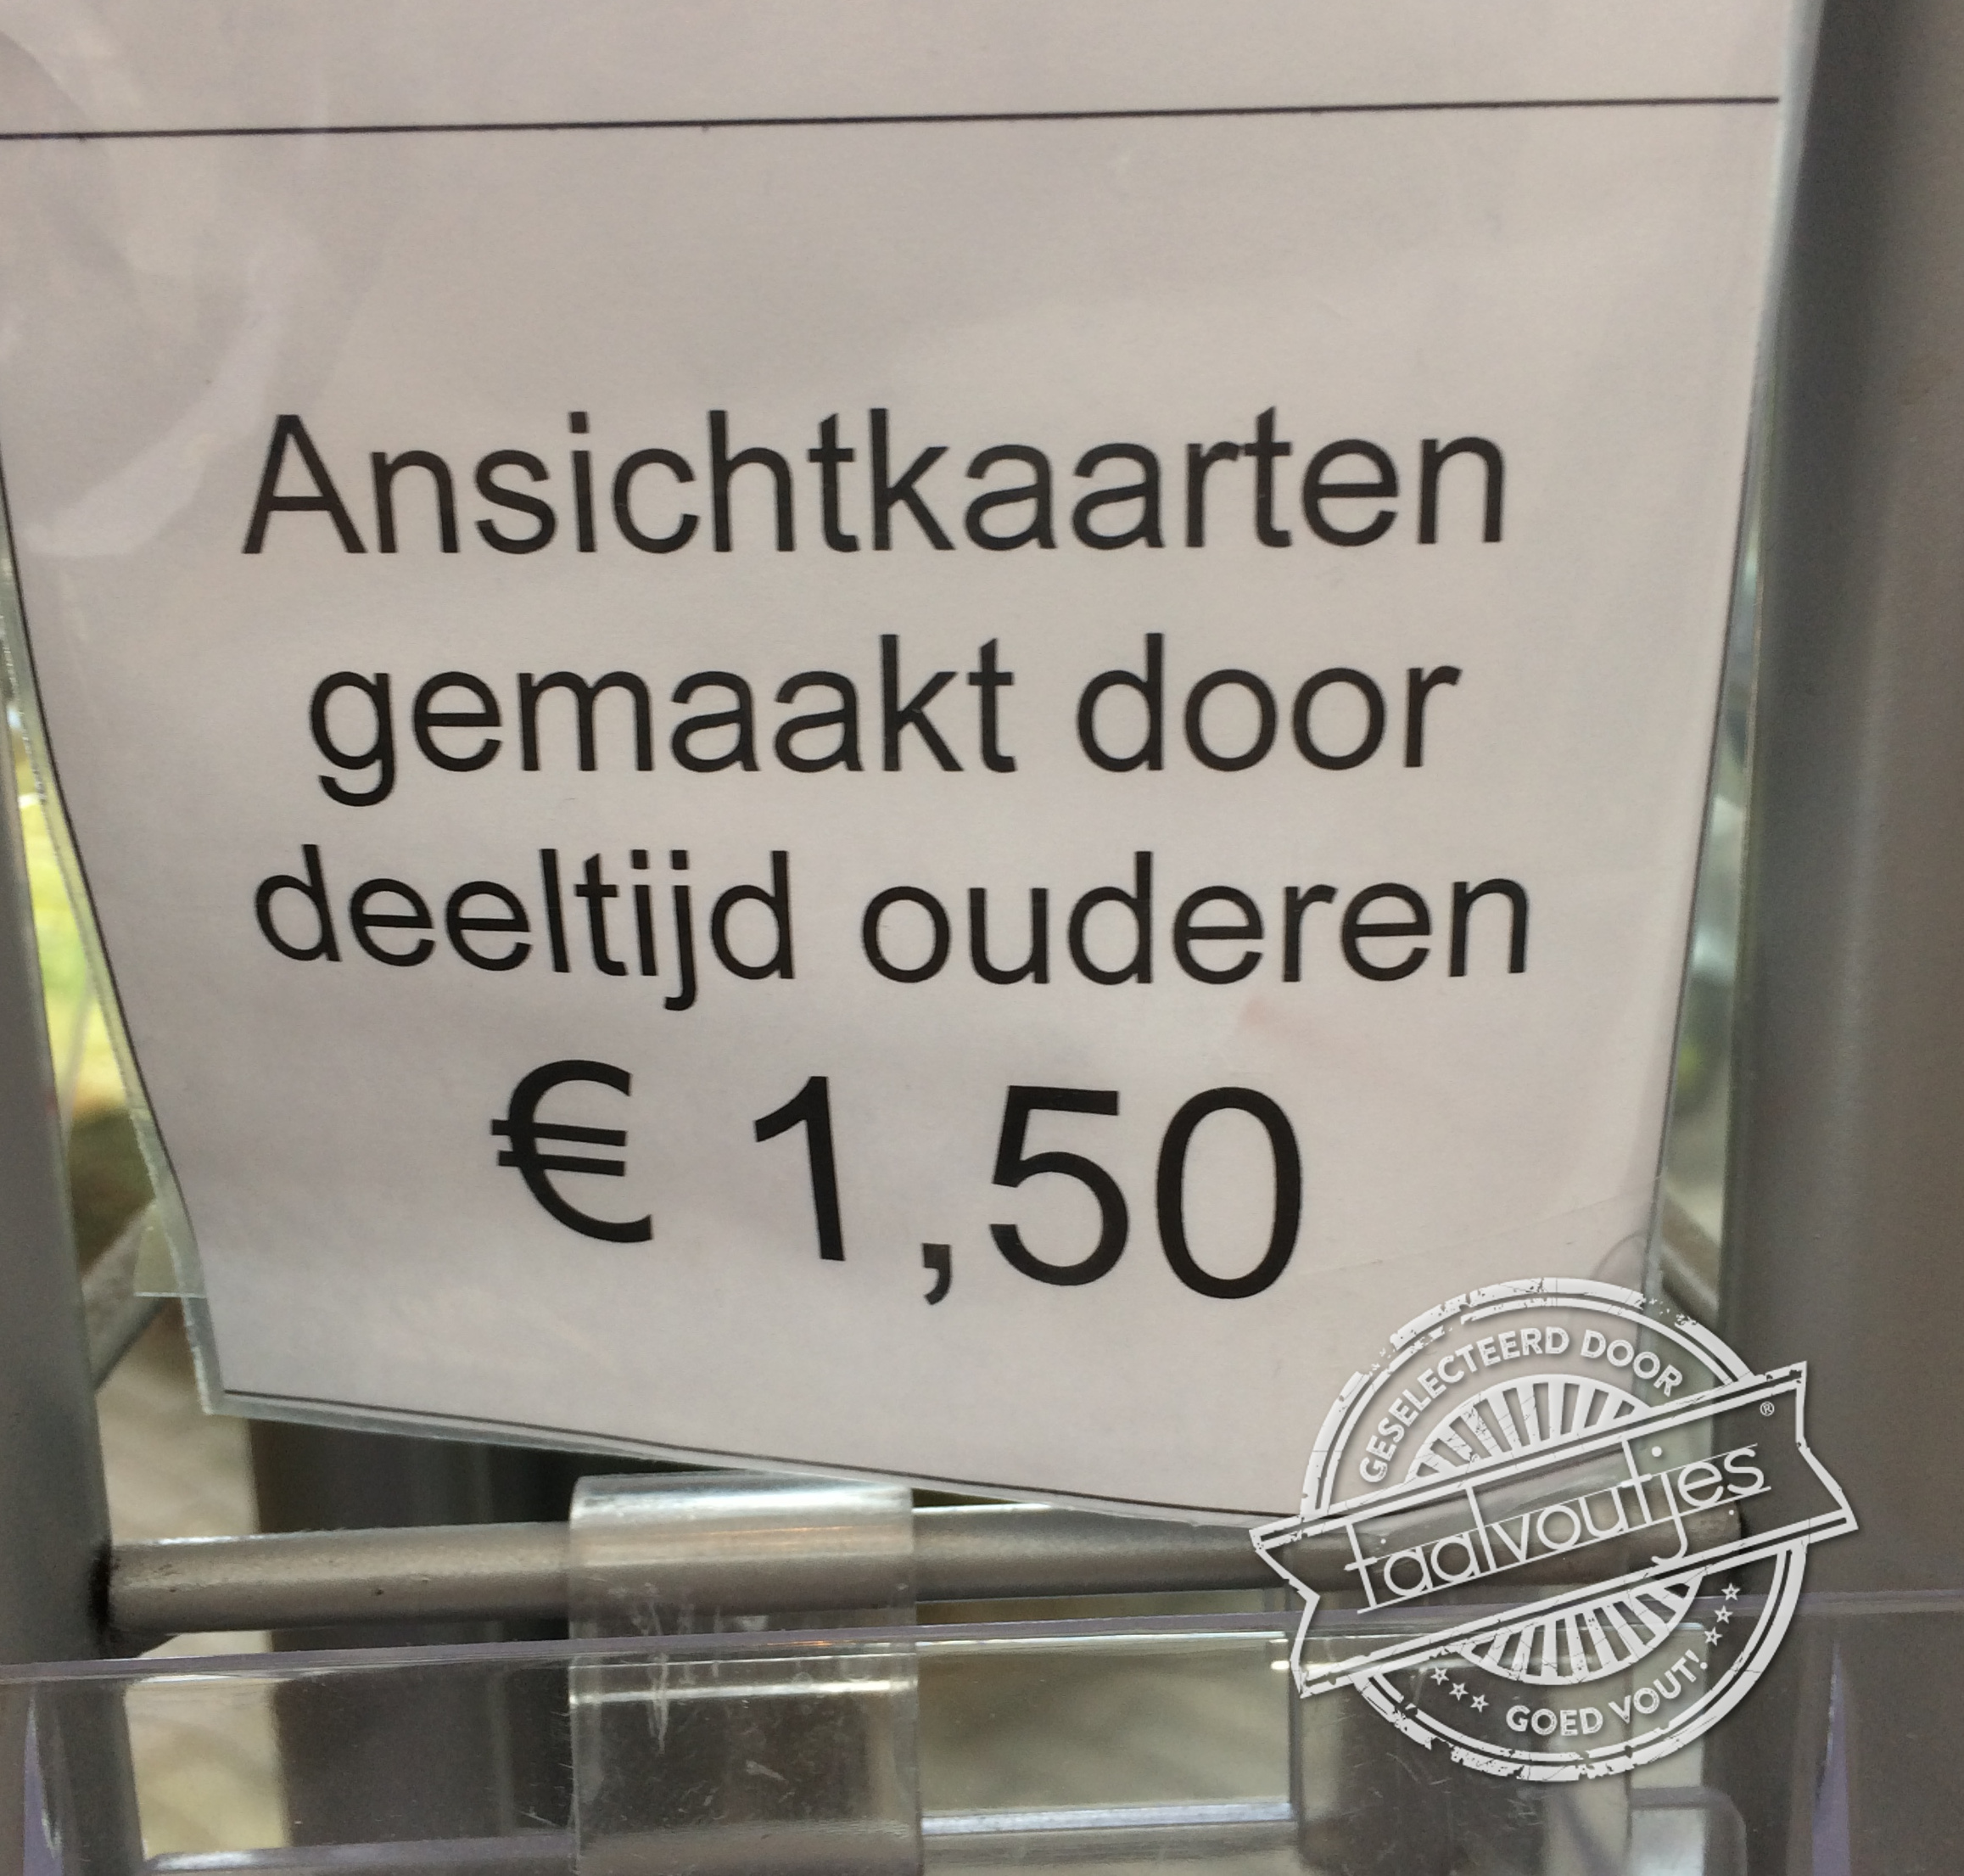 Ansichtkaarten
gemaakt door
deeltijd ouderen
€ 1,50
GESELECTEERD DOOR
taalvoutjes ®
GOED VOUT!